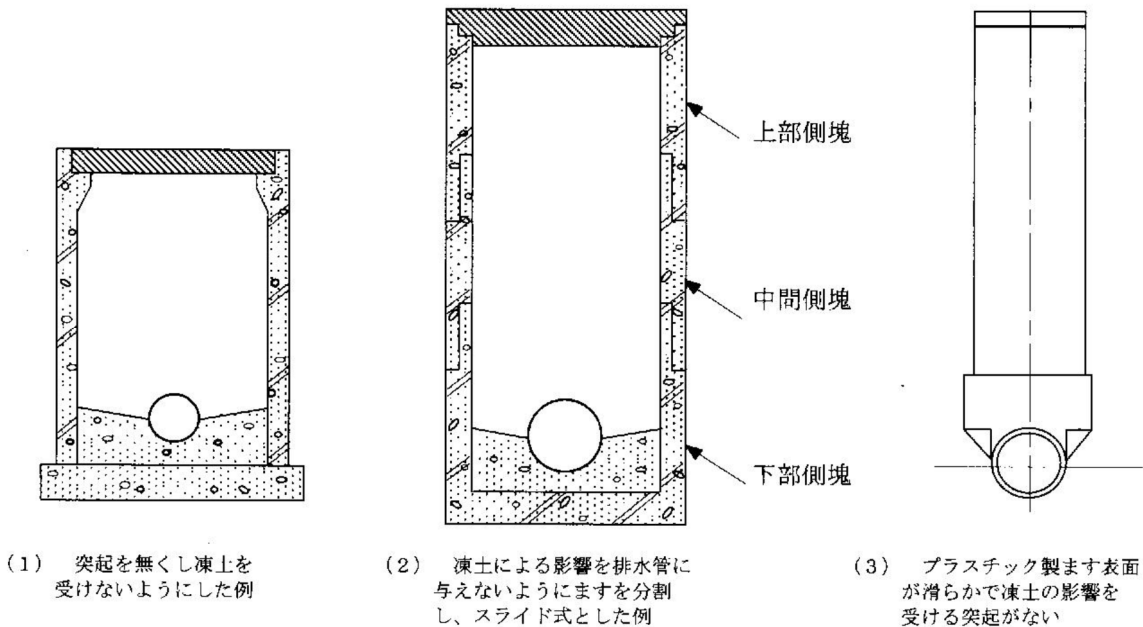 上部側塊
中間側塊
下部側塊
(1) 突起を無くし凍土を
受けないようにした例
(2) 凍土による影響を排水管に
与えないようにますを分割
し、スライド式とした例
(3) プラスチック製ます表面
が滑らかで凍土の影響を
受ける突起がない